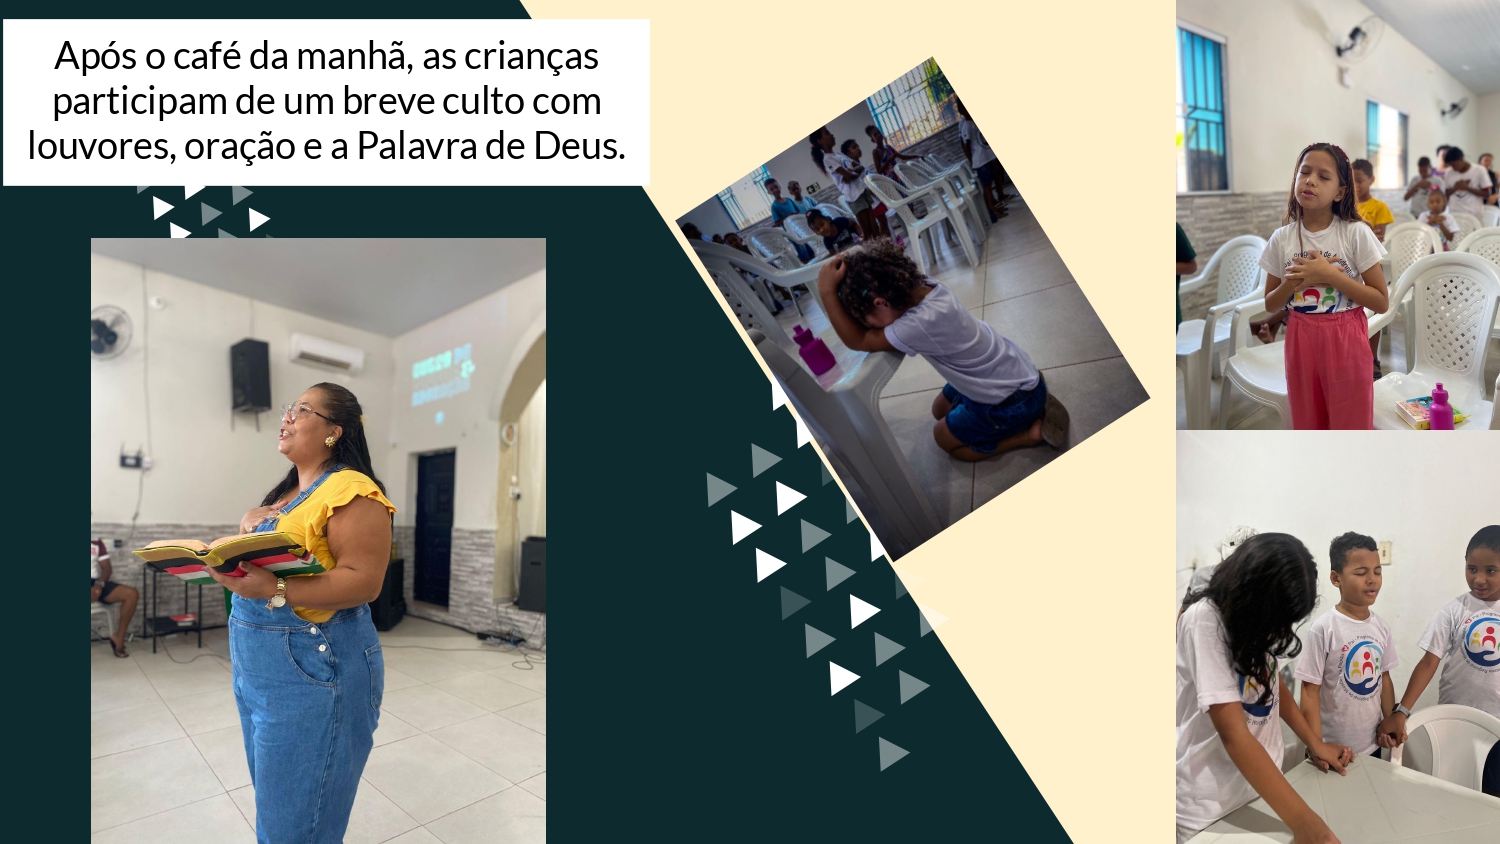 Após o café da manhã, as crianças
participam de um breve culto com
louvores, oração e a Palavra de Deus.